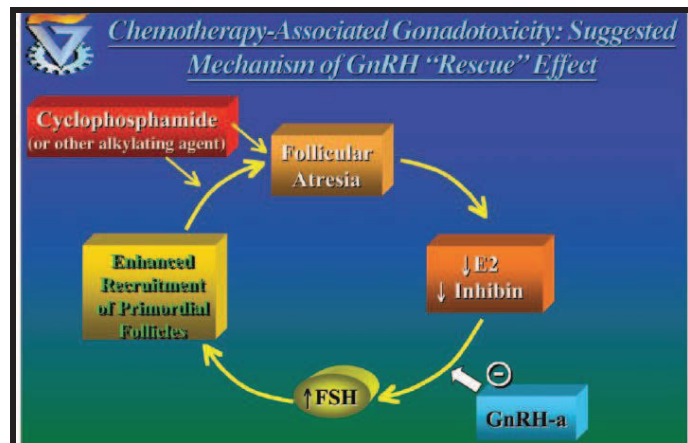 Chemotherapy-Associated Gonadotoxicity: Suggested
Mechanism of GnRH “Rescue” Effect
Cyclophosphamide
(or other alkylating agent)
Follicular
Atresia
Enhanced
Recruitment
of Primordial
Follicles
↓E2
↓ Inhibin
↑FSH
GnRH-a